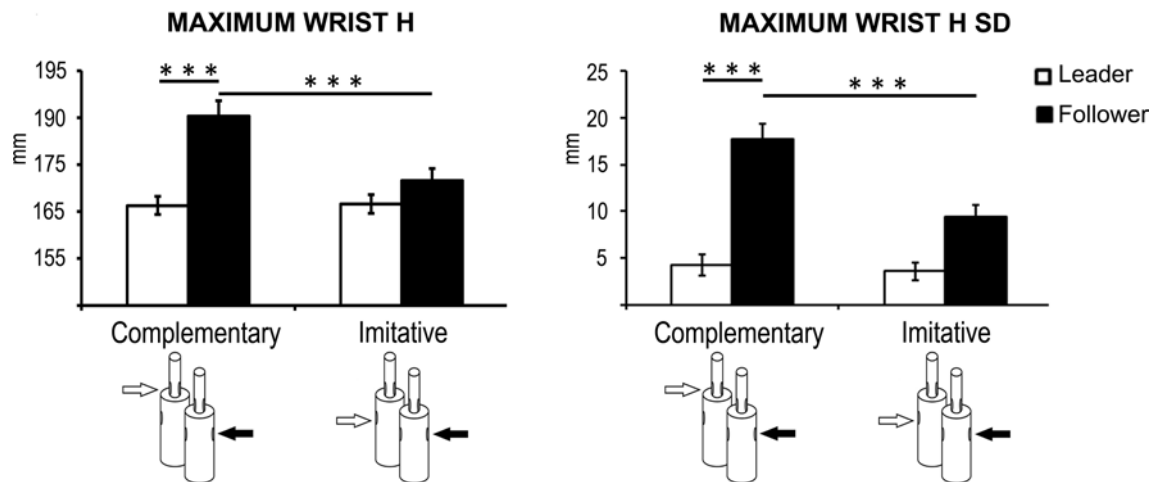 MAXIMUM WRIST H
195
190
175
165
155
mm
***
***
Complementary
Imitative
MAXIMUM WRIST H SD
25
20
15
10
5
mm
***
***
Complementary
Imitative
Leader
Follower